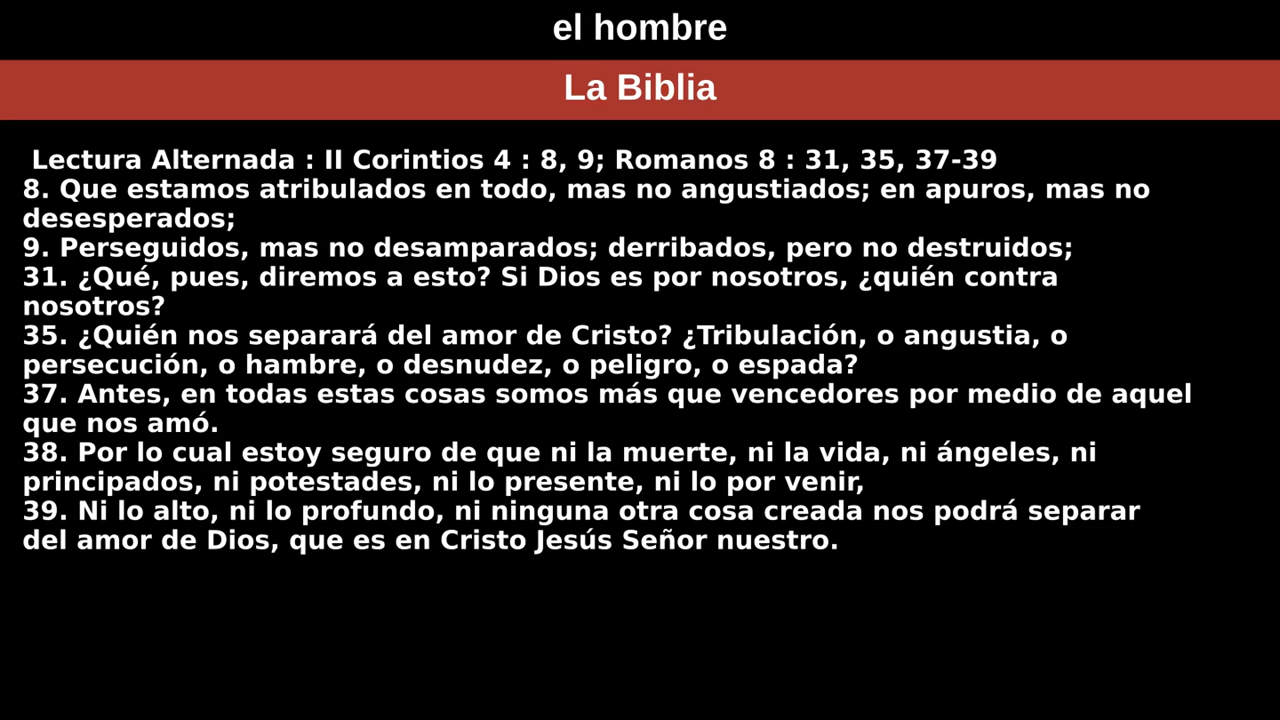 el hombre
La Biblia
Lectura Alternada : II Corintios 4 : 8, 9; Romanos 8 : 31, 35, 37-39
8. Que estamos atribulados en todo, mas no angustiados; en apuros, mas no
desesperados;
9. Perseguidos, mas no desamparados; derribados, pero no destruidos;
31. ¿Qué, pues, diremos a esto? Si Dios es por nosotros, ¿quién contra
nosotros?
35. ¿Quién nos separará del amor de Cristo? ¿Tribulación, o angustia, o
persecución, o hambre, o desnudez, o peligro, o espada?
37. Antes, en todas estas cosas somos más que vencedores por medio de aquel
que nos amó.
38. Por lo cual estoy seguro de que ni la muerte, ni la vida, ni ángeles, ni
principados, ni potestades, ni lo presente, ni lo por venir,
39. Ni lo alto, ni lo profundo, ni ninguna otra cosa creada nos podrá separar
del amor de Dios, que es en Cristo Jesús Señor nuestro.